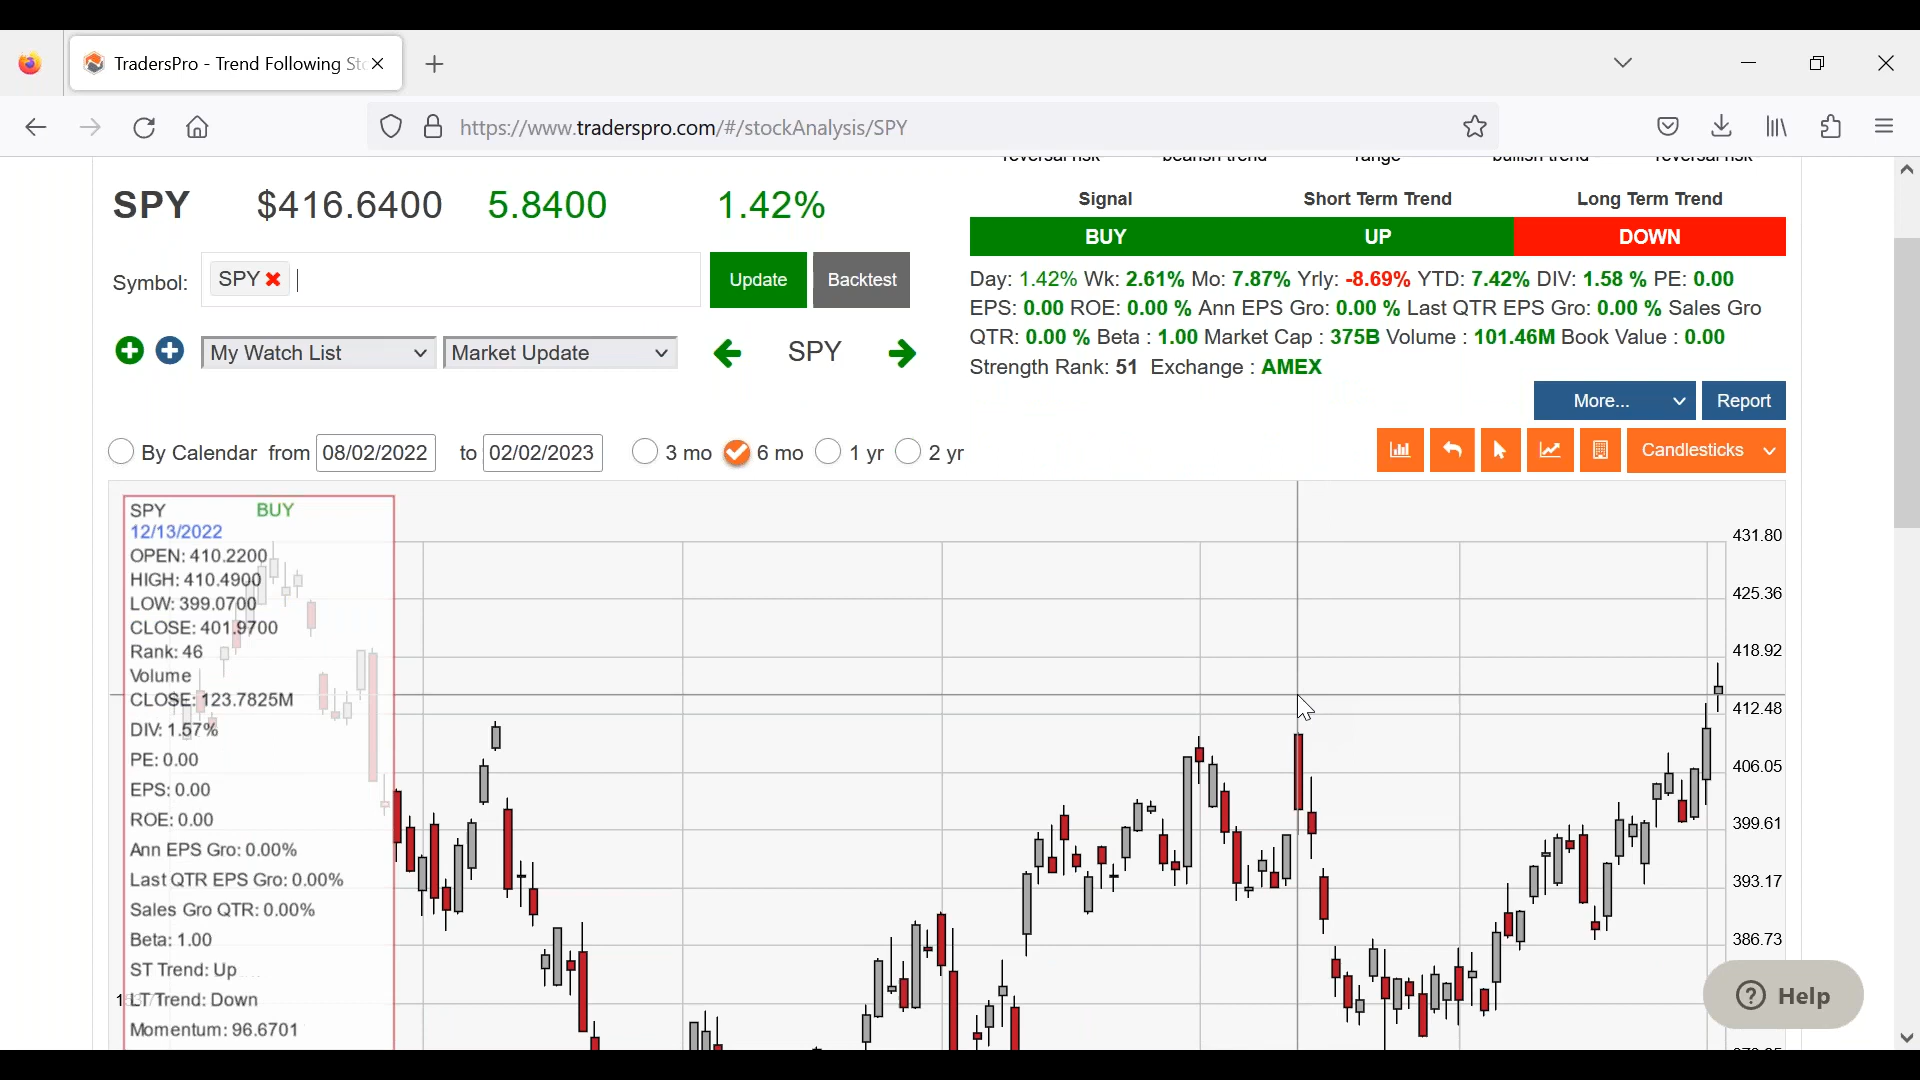 TradersPro - Trend Following Sto
https://www.traderspro.com/#/stockAnalysis/SPY
reversal risk bearish trend range bullish trend reversal risk
SPY $416.6400 5.8400 1.42%
Signal Short Term Trend Long Term Trend
BUY UP DOWN
Symbol: SPY Update Backtest
Day: 1.42% Wk: 2.61% Mo: 7.87% Yrly: -8.69% YTD: 7.42% DIV: 1.58 % PE: 0.00
EPS: 0.00 ROE: 0.00 % Ann EPS Gro: 0.00 % Last QTR EPS Gro: 0.00 % Sales Gro
QTR: 0.00 % Beta : 1.00 Market Cap : 375B Volume : 101.46M Book Value : 0.00
Strength Rank: 51 Exchange : AMEX
My Watch List Market Update SPY
More... Report
By Calendar from 08/02/2022 to 02/02/2023 3 mo 6 mo 1 yr 2 yr Candlesticks
SPY BUY
12/13/2022
OPEN: 410.2200
HIGH: 410.4900
LOW: 399.0700
CLOSE: 401.9700
Rank: 46
Volume
CLOSE: 123.7825M
DIV: 1.57%
PE: 0.00
EPS: 0.00
ROE: 0.00
Ann EPS Gro: 0.00%
Last QTR EPS Gro: 0.00%
Sales Gro QTR: 0.00%
Beta: 1.00
ST Trend: Up
LT Trend: Down
Momentum: 96.6701
431.80
425.36
418.92
412.48
406.05
399.61
393.17
386.73
Help